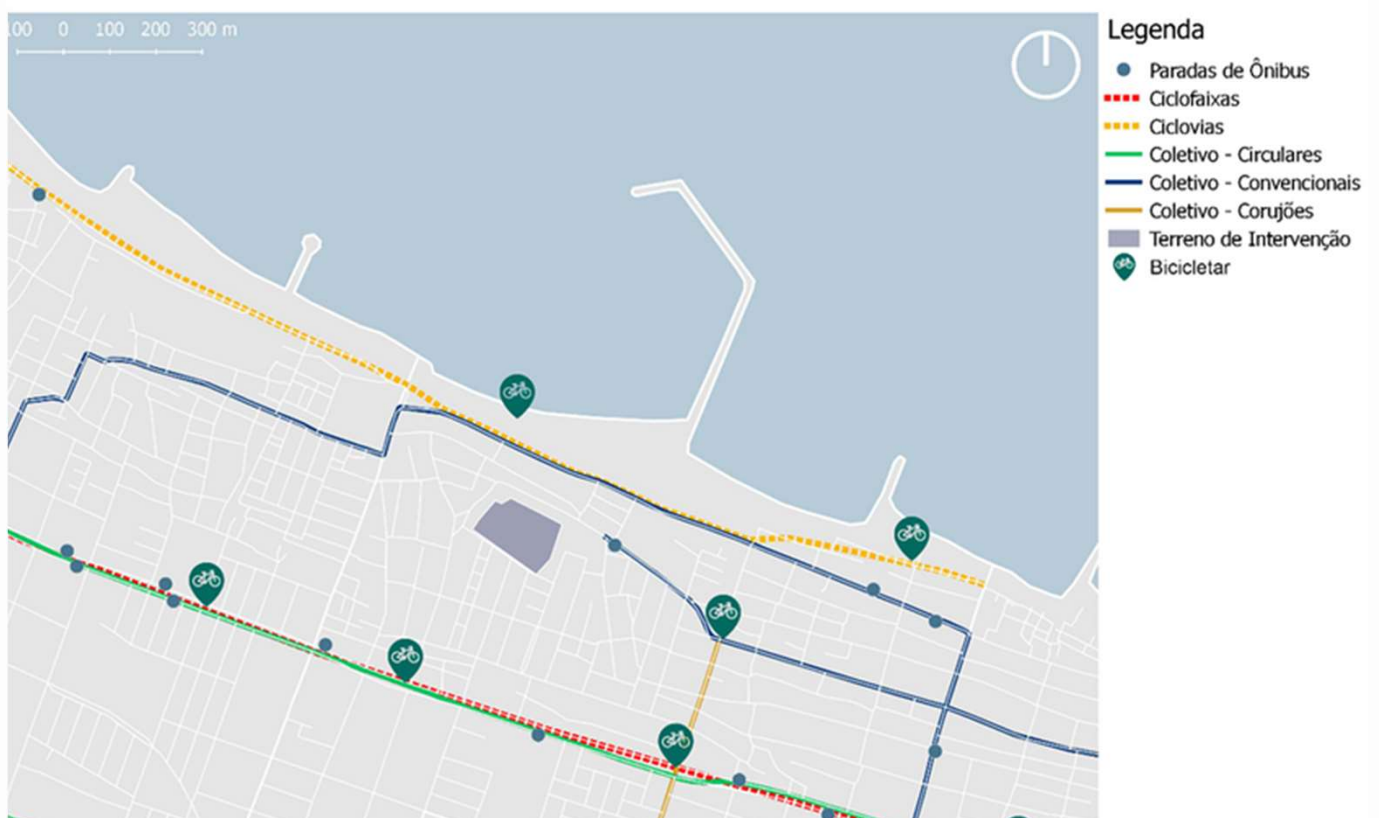 100 0 100 200 300 m
Legenda
Paradas de Ônibus
Ciclofaixas
Ciclovias
Coletivo - Circulares
Coletivo - Convencionais
Coletivo - Corujões
Terreno de Intervenção
Bicicletar